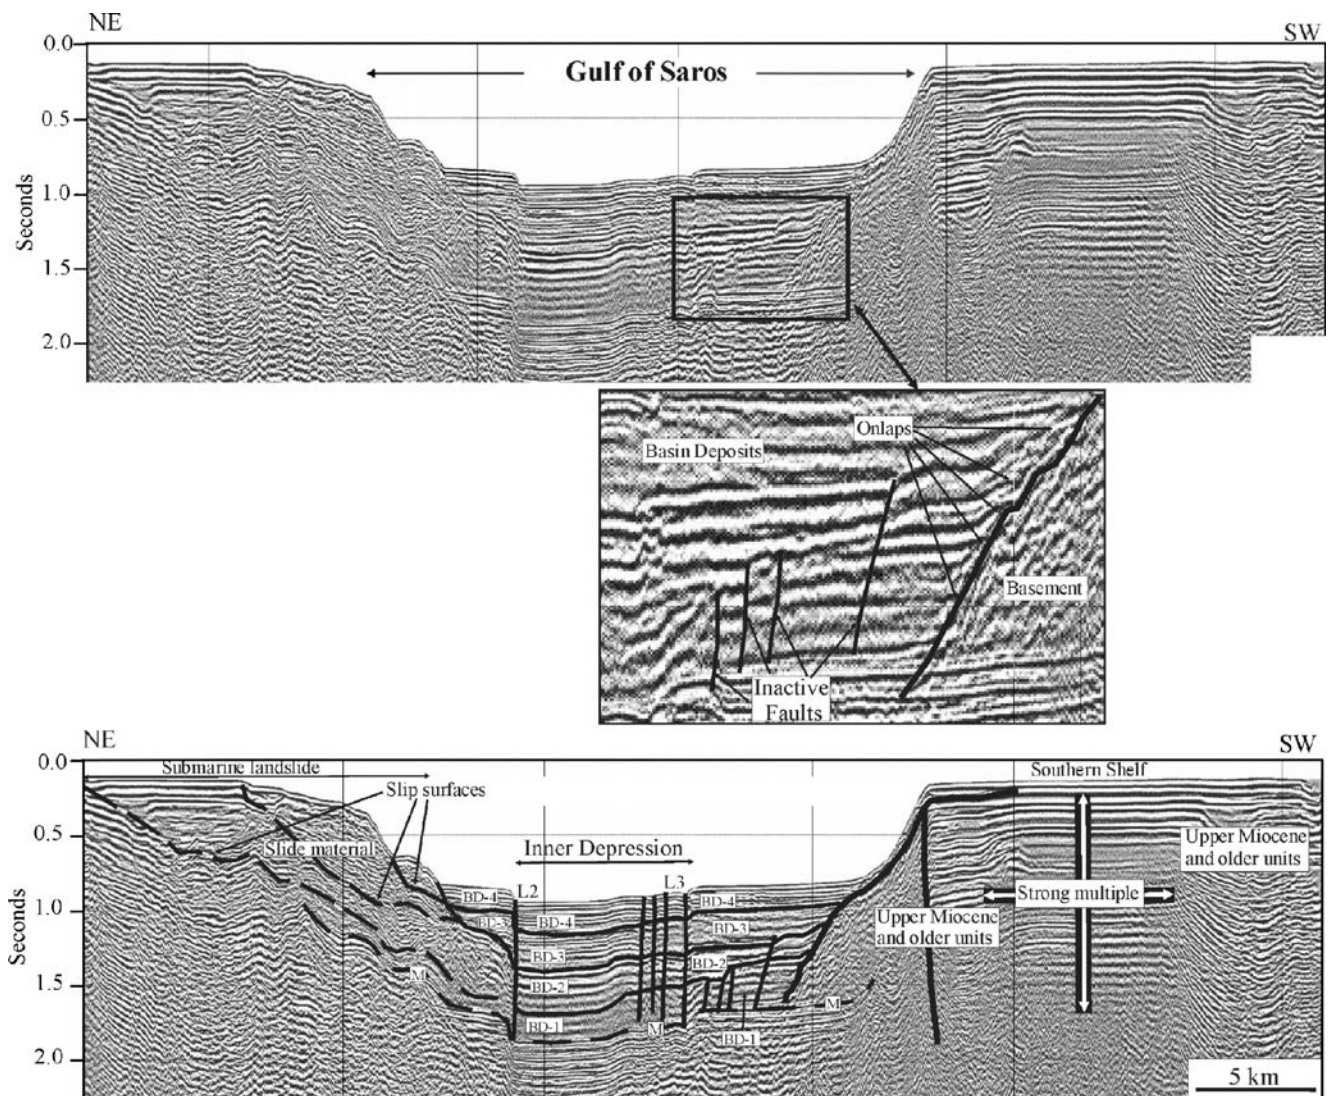 NE
SW
0.0
Gulf of Saros
0.5
1.0
Seconds
1.5
2.0
Onlaps
Basin Deposits
Basement
Inactive
Faults
NE
SW
0.0
Submarine landslide
Southern Shelf
Slip surfaces
0.5
Slide material
Inner Depression
Upper Miocene
and older units
L2
L3
BD-4
BD-4
Strong multiple
1.0
BD-3
BD-4
BD-3
Upper Miocene
and older units
Seconds
BD-3
BD-2
M
BD-2
1.5
M
BD-1
M
BD-1
2.0
5 km